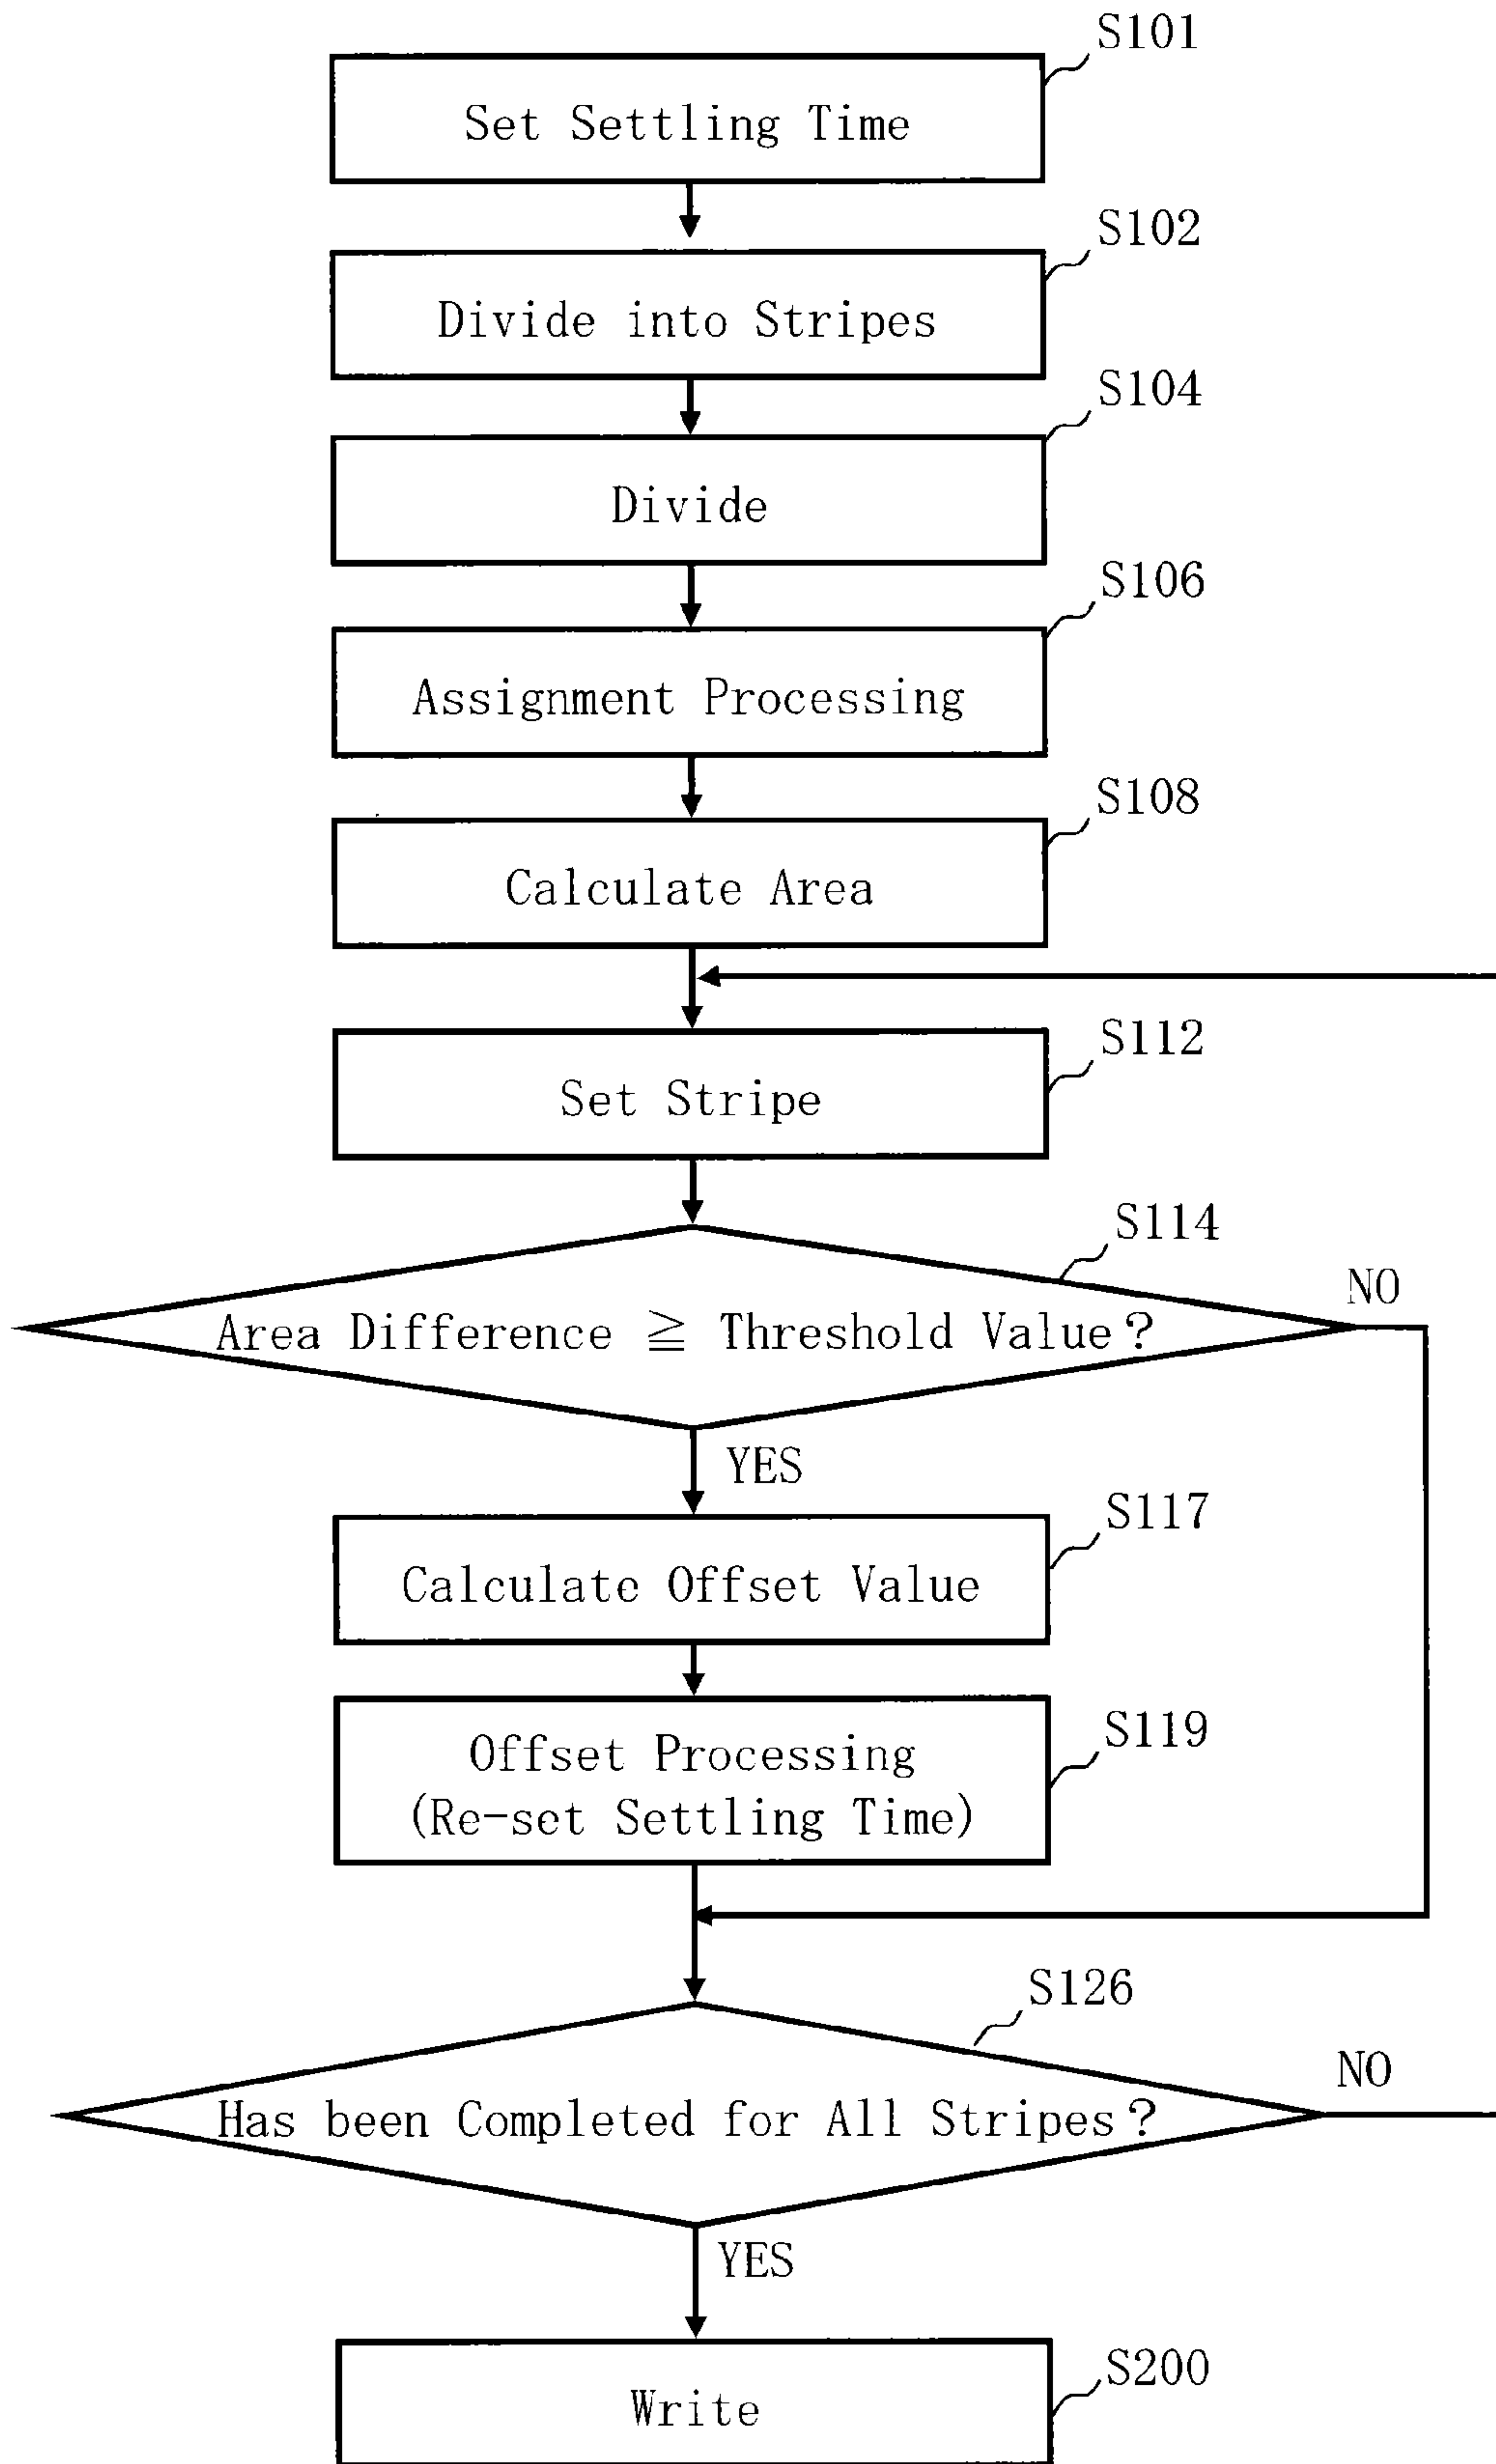 S101
Set Settling Time
S102
Divide into Stripes
S104
Divide
S106
Assignment Processing
S108
Calculate Area
S112
Set Stripe
S114
NO
Area Difference ≧ Threshold Value?
YES
S117
Calculate Offset Value
S119
Offset Processing
(Re-set Settling Time)
S126
NO
Has been Completed for All Stripes?
YES
S200
Write